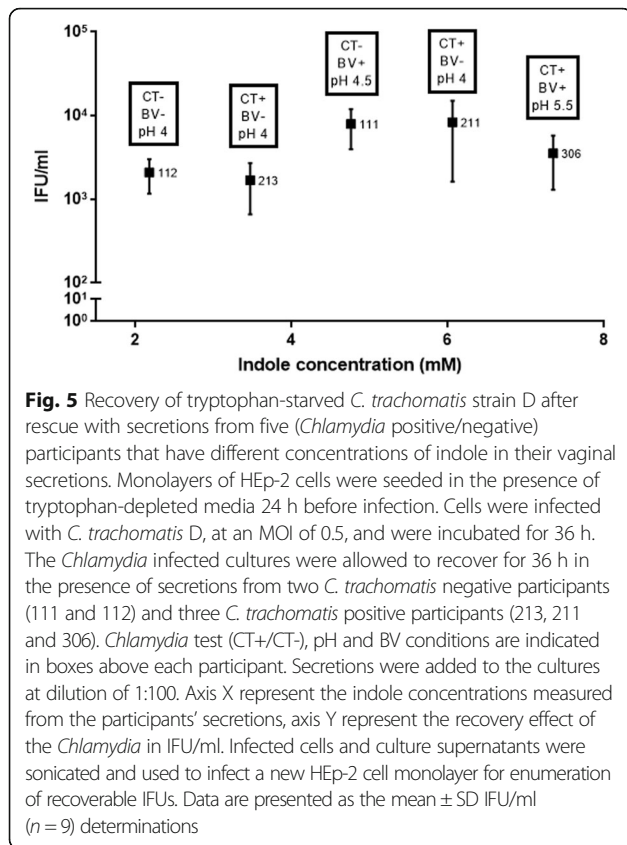 10⁵
10⁴
10³
10²
10¹
10⁰
IFU/ml
CT-
BV-
pH 4
CT+
BV-
pH 4
CT-
BV+
pH 4.5
CT+
BV-
pH 4
CT+
BV+
pH 5.5
112
213
111
211
306
2
4
6
8
Indole concentration (mM)
Fig. 5 Recovery of tryptophan-starved C. trachomatis strain D after
rescue with secretions from five (Chlamydia positive/negative)
participants that have different concentrations of indole in their vaginal
secretions. Monolayers of HEp-2 cells were seeded in the presence of
tryptophan-depleted media 24 h before infection. Cells were infected
with C. trachomatis D, at an MOI of 0.5, and were incubated for 36 h.
The Chlamydia infected cultures were allowed to recover for 36 h in
the presence of secretions from two C. trachomatis negative participants
(111 and 112) and three C. trachomatis positive participants (213, 211
and 306). Chlamydia test (CT+/CT-), pH and BV conditions are indicated
in boxes above each participant. Secretions were added to the cultures
at dilution of 1:100. Axis X represent the indole concentrations measured
from the participants’ secretions, axis Y represent the recovery effect of
the Chlamydia in IFU/ml. Infected cells and culture supernatants were
sonicated and used to infect a new HEp-2 cell monolayer for enumeration
of recoverable IFUs. Data are presented as the mean ± SD IFU/ml
(n = 9) determinations